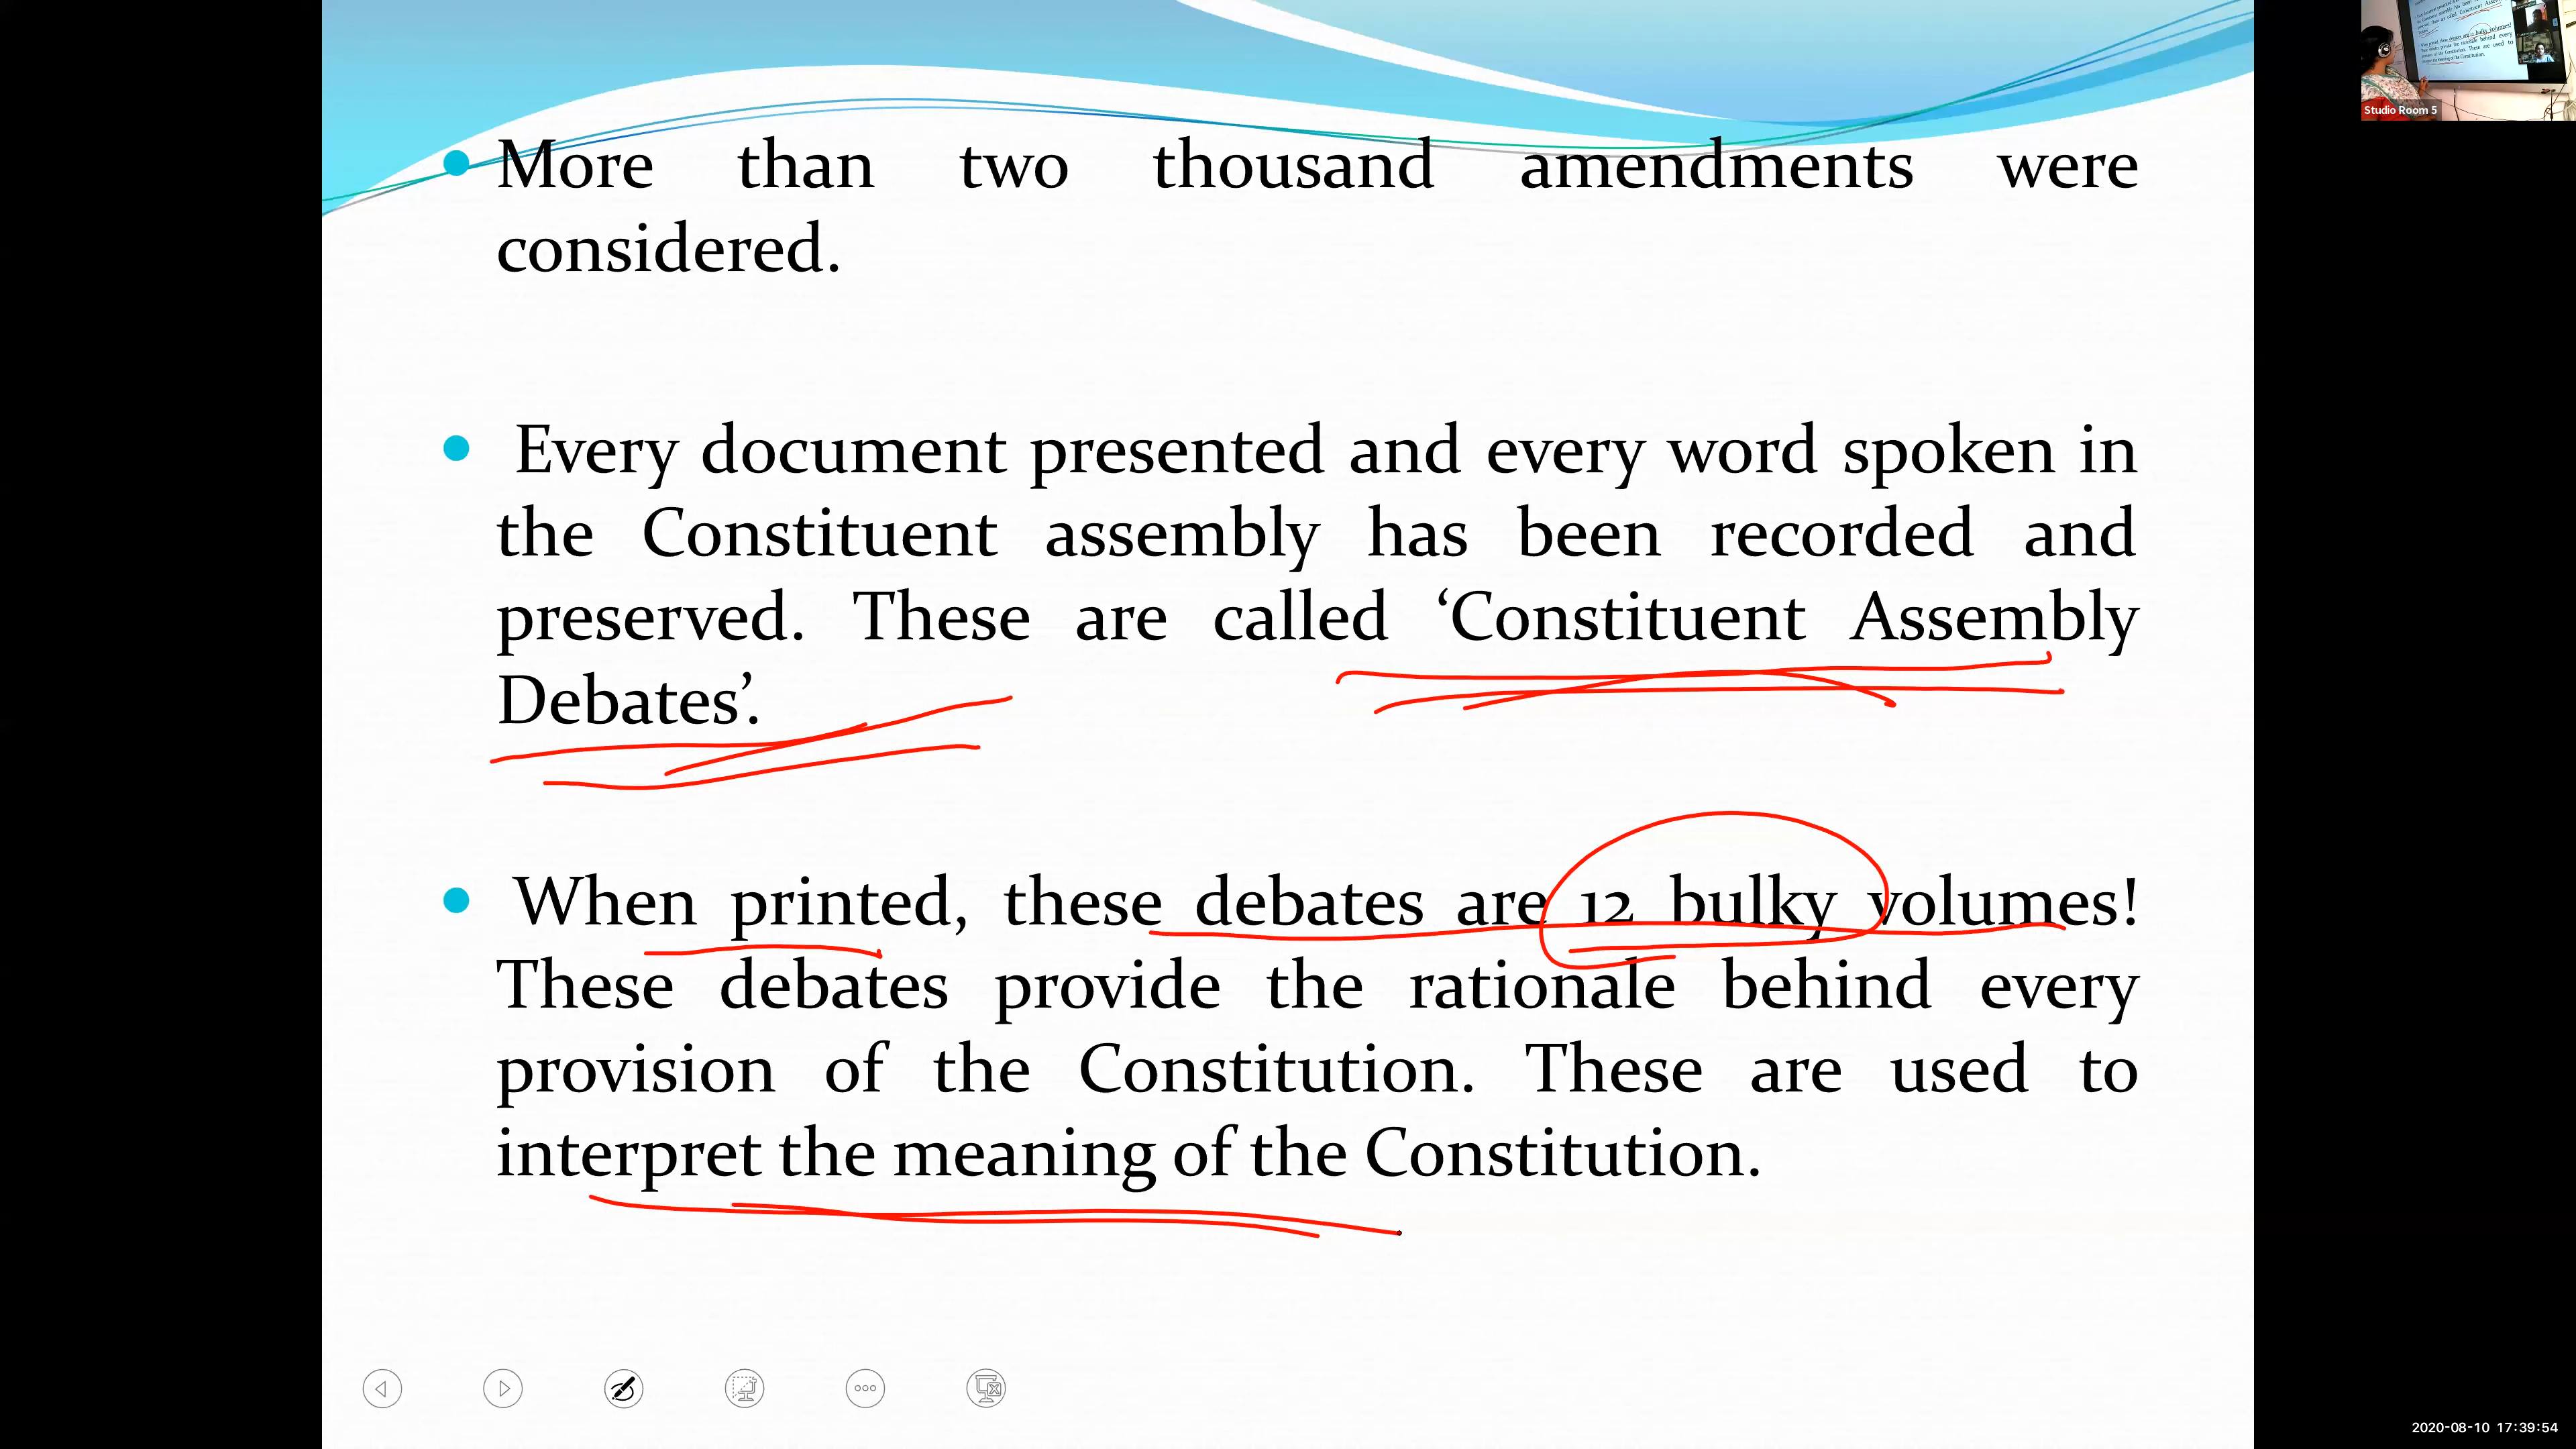 More than two thousand amendments were
considered.
Every document presented and every word spoken in
the Constituent assembly has been recorded and
preserved. These are called ‘Constituent Assembly
Debates’.
When printed, these debates are 12 bulky volumes!
These debates provide the rationale behind every
provision of the Constitution. These are used to
interpret the meaning of the Constitution.
Studio Room 5
2020-08-10 17:39:54